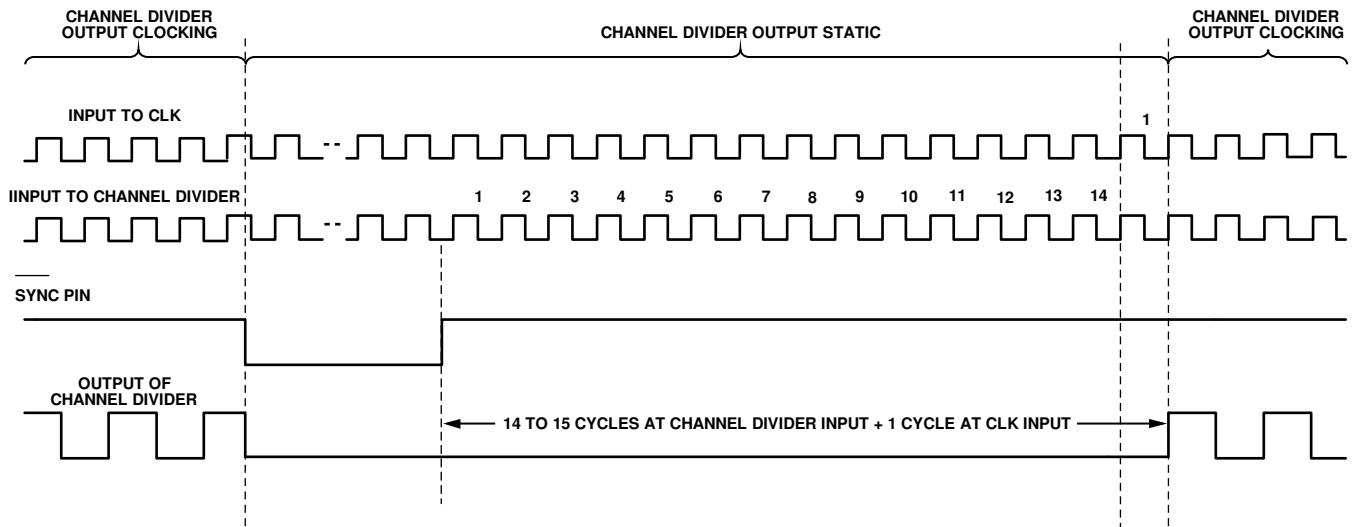 CHANNEL DIVIDER
OUTPUT CLOCKING
CHANNEL DIVIDER OUTPUT STATIC
CHANNEL DIVIDER
OUTPUT CLOCKING
INPUT TO CLK
1
IINPUT TO CHANNEL DIVIDER
1 2 3 4 5 6 7 8 9 10 11 12 13 14
SYNC PIN
OUTPUT OF
CHANNEL DIVIDER
14 TO 15 CYCLES AT CHANNEL DIVIDER INPUT + 1 CYCLE AT CLK INPUT